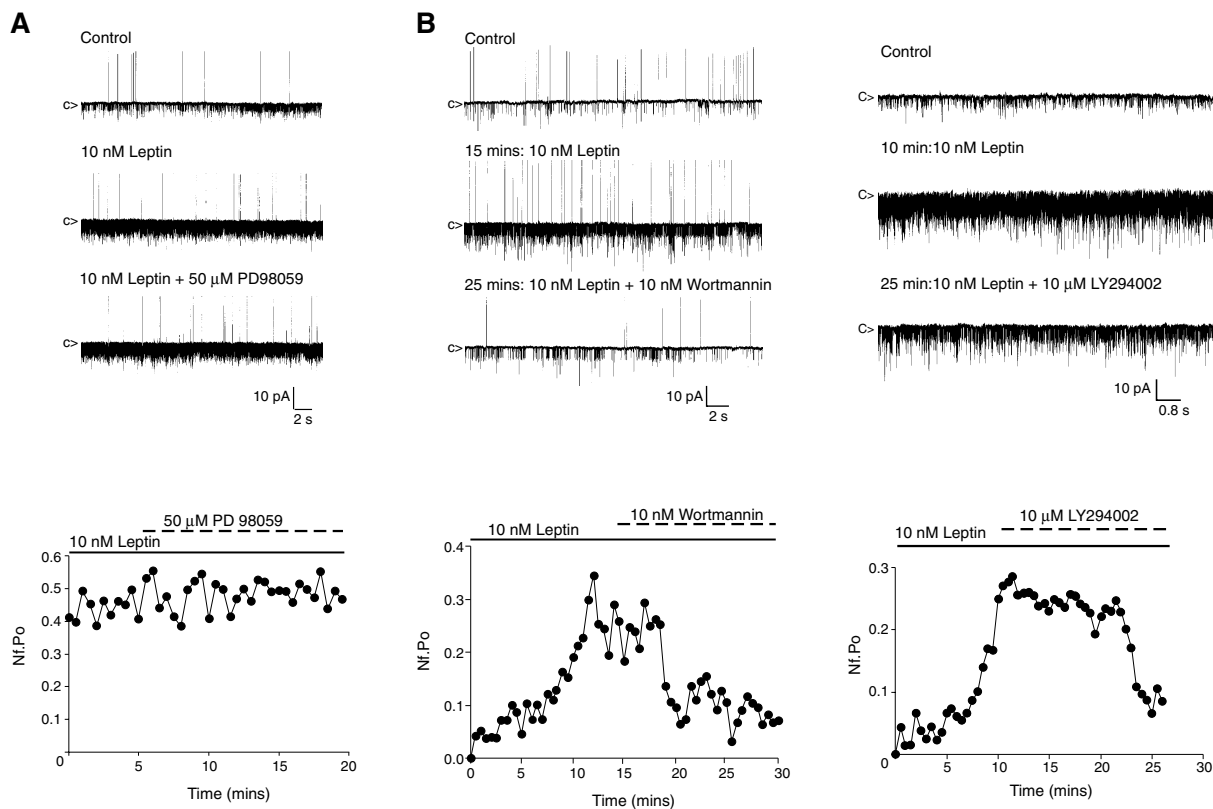 A
Control
c>
10 nM Leptin
c>
10 nM Leptin + 50 μM PD98059
c>
10 pA
2 s
50 μM PD 98059
10 nM Leptin
0.6
0.5
0.4
0.3
0.2
0.1
0
5
10
15
20
Nf.Po
Time (mins)
B
Control
c>
15 mins: 10 nM Leptin
c>
25 mins: 10 nM Leptin + 10 nM Wortmannin
c>
10 pA
2 s
10 nM Wortmannin
10 nM Leptin
0.4
0.3
0.2
0.1
0.0
0
5
10
15
20
25
30
Nf.Po
Time (mins)
Control
C>
10 min:10 nM Leptin
C>
25 min:10 nM Leptin + 10 μM LY294002
C>
10 pA
0.8 s
10 μM LY294002
10 nM Leptin
0.3
0.2
0.1
0.0
0
5
10
15
20
25
30
Nf.Po
Time (mins)